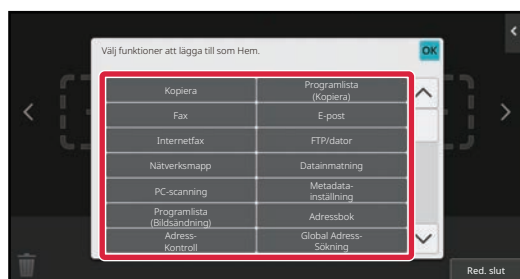 Välj funktioner att lägga till som Hem.
OK
Kopiera
Programlista
(Kopiera)
Fax
E-post
Internetfax
FTP/dator
Nätverksmapp
Datainmatning
PC-scanning
Metadata-
inställning
Programlista
(Bildsändning)
Adressbok
Adress-
Kontroll
Global Adress-
Sökning
Red. slut